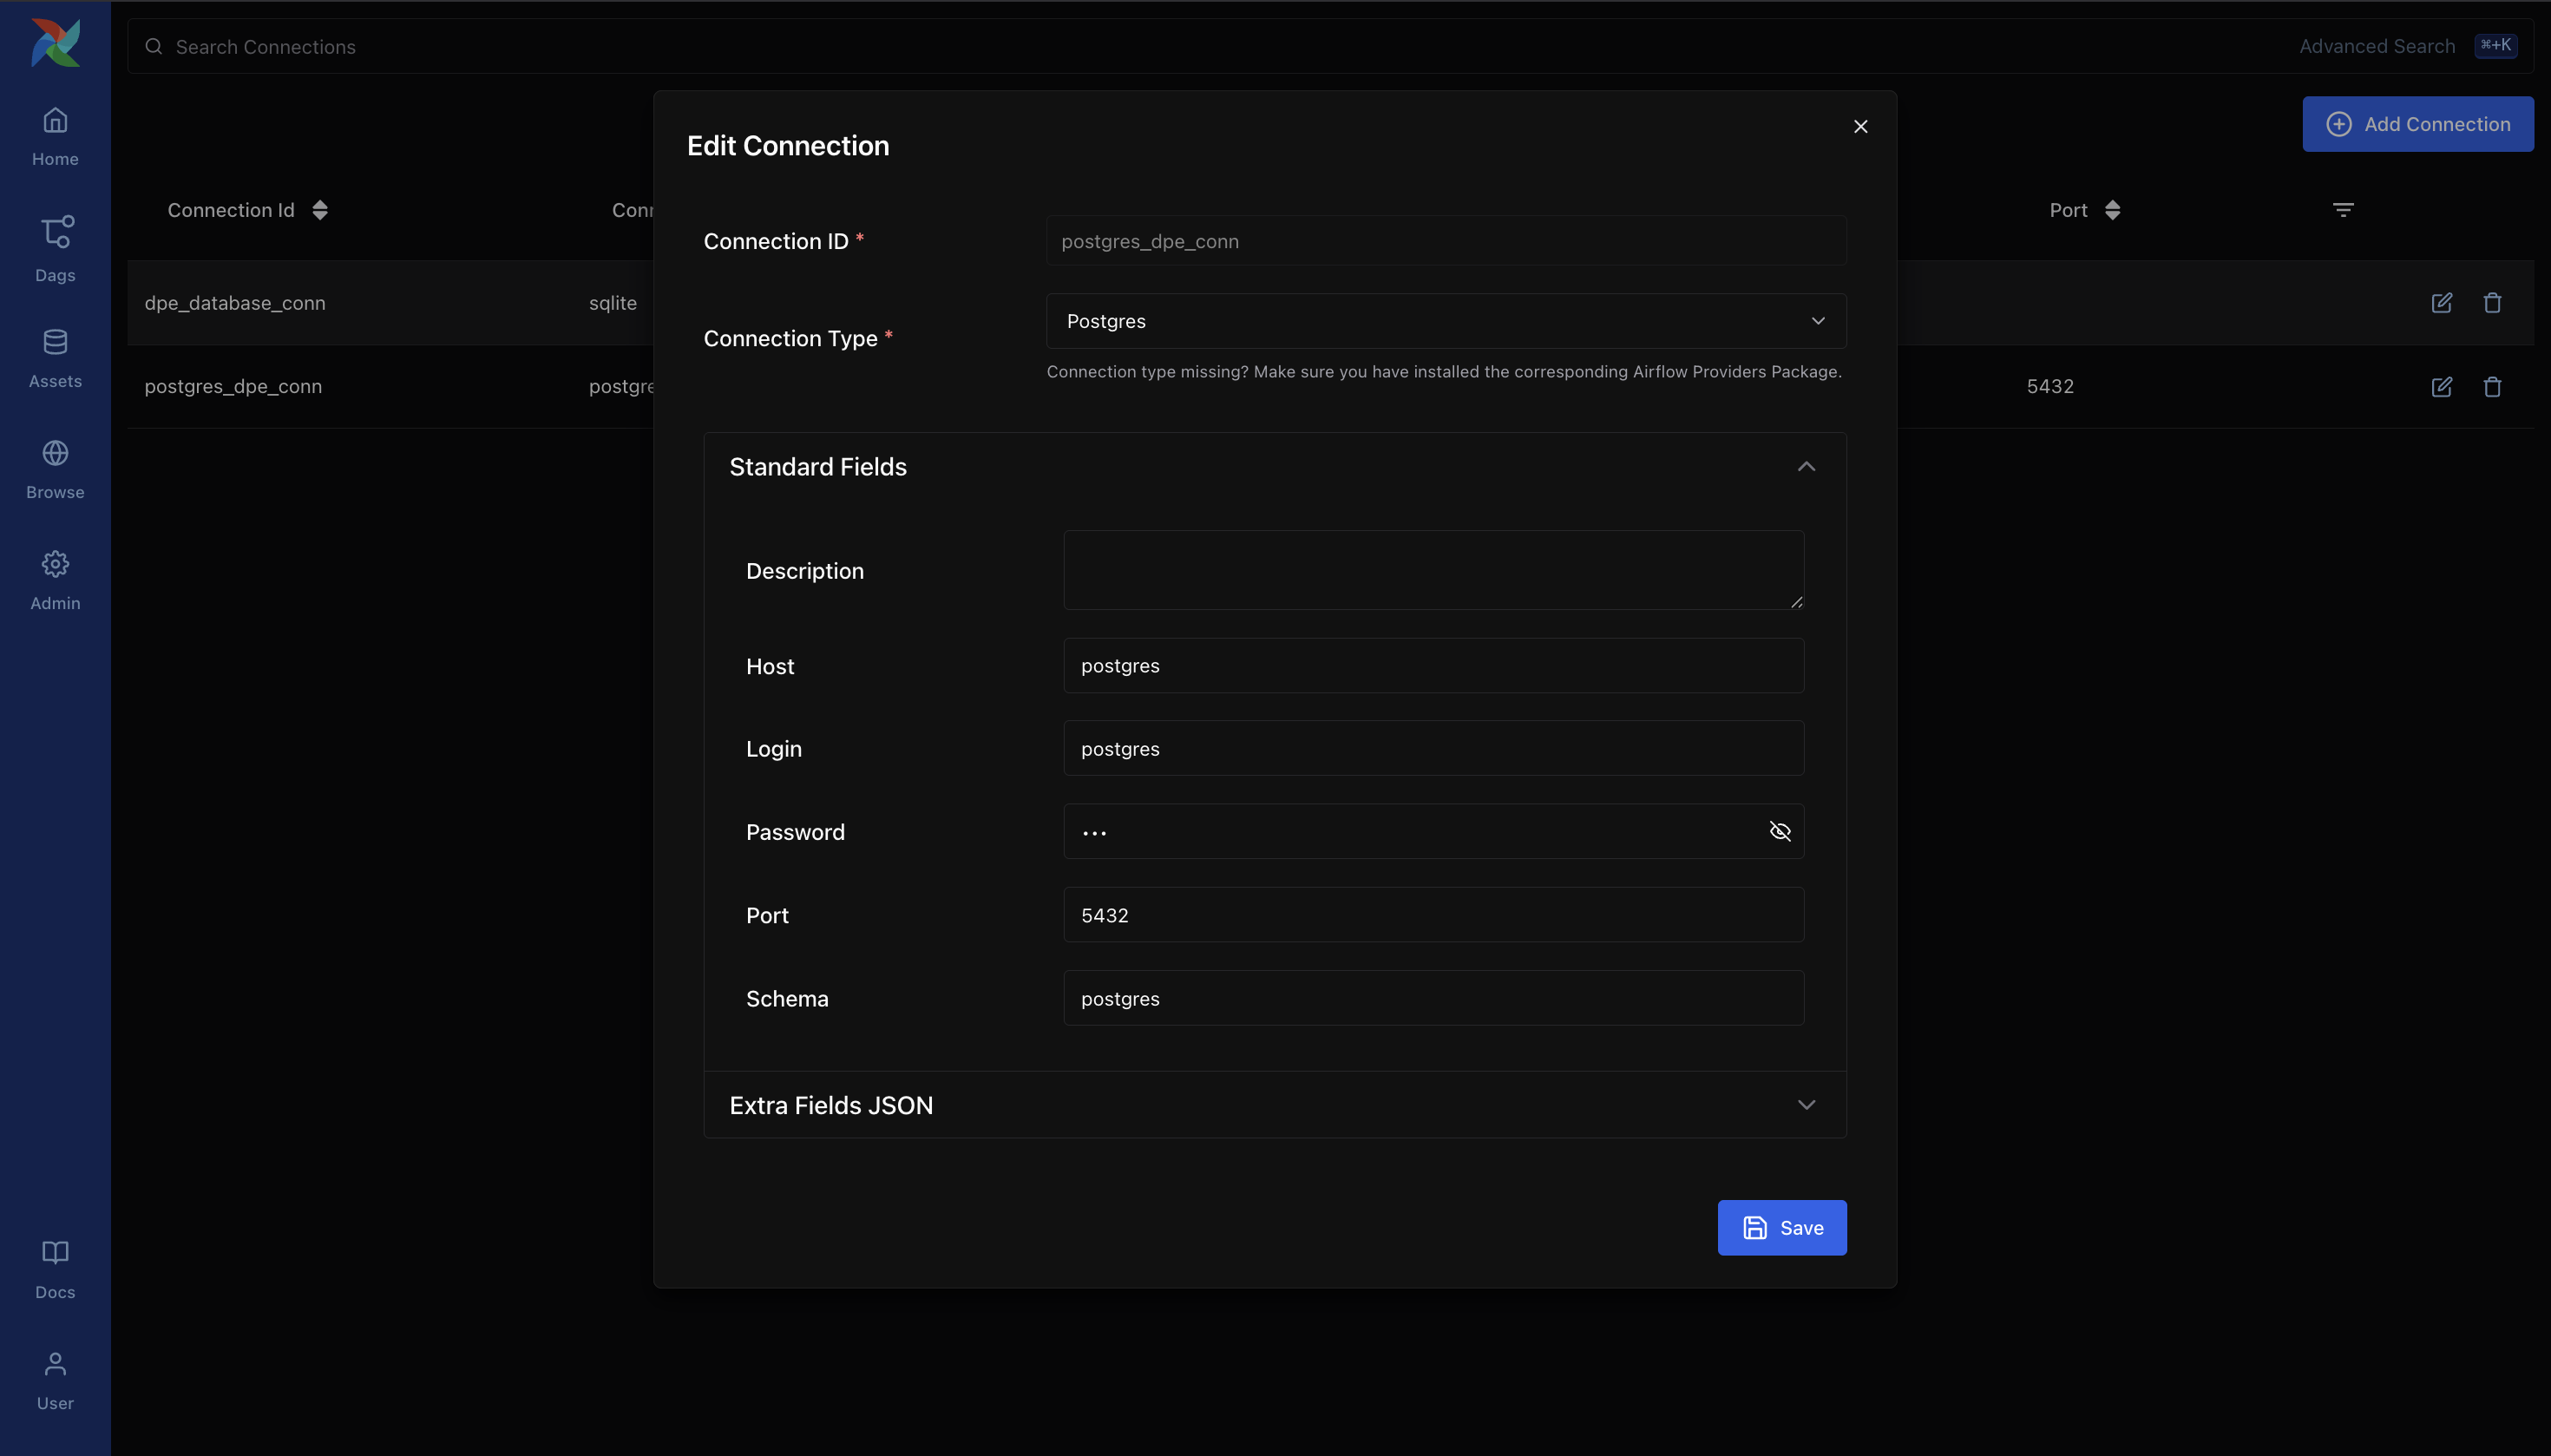 Search Connections
Advanced Search ⌘+K
Home
Dags
Assets
Browse
Admin
Docs
User
Add Connection
Connection Id
Conn
Port
dpe_database_conn sqlite
postgres_dpe_conn postgre 5432
Edit Connection
Connection ID *
postgres_dpe_conn
Connection Type *
Postgres
Connection type missing? Make sure you have installed the corresponding Airflow Providers Package.
Standard Fields
Description
Host
postgres
Login
postgres
Password
•••
Port
5432
Schema
postgres
Extra Fields JSON
Save